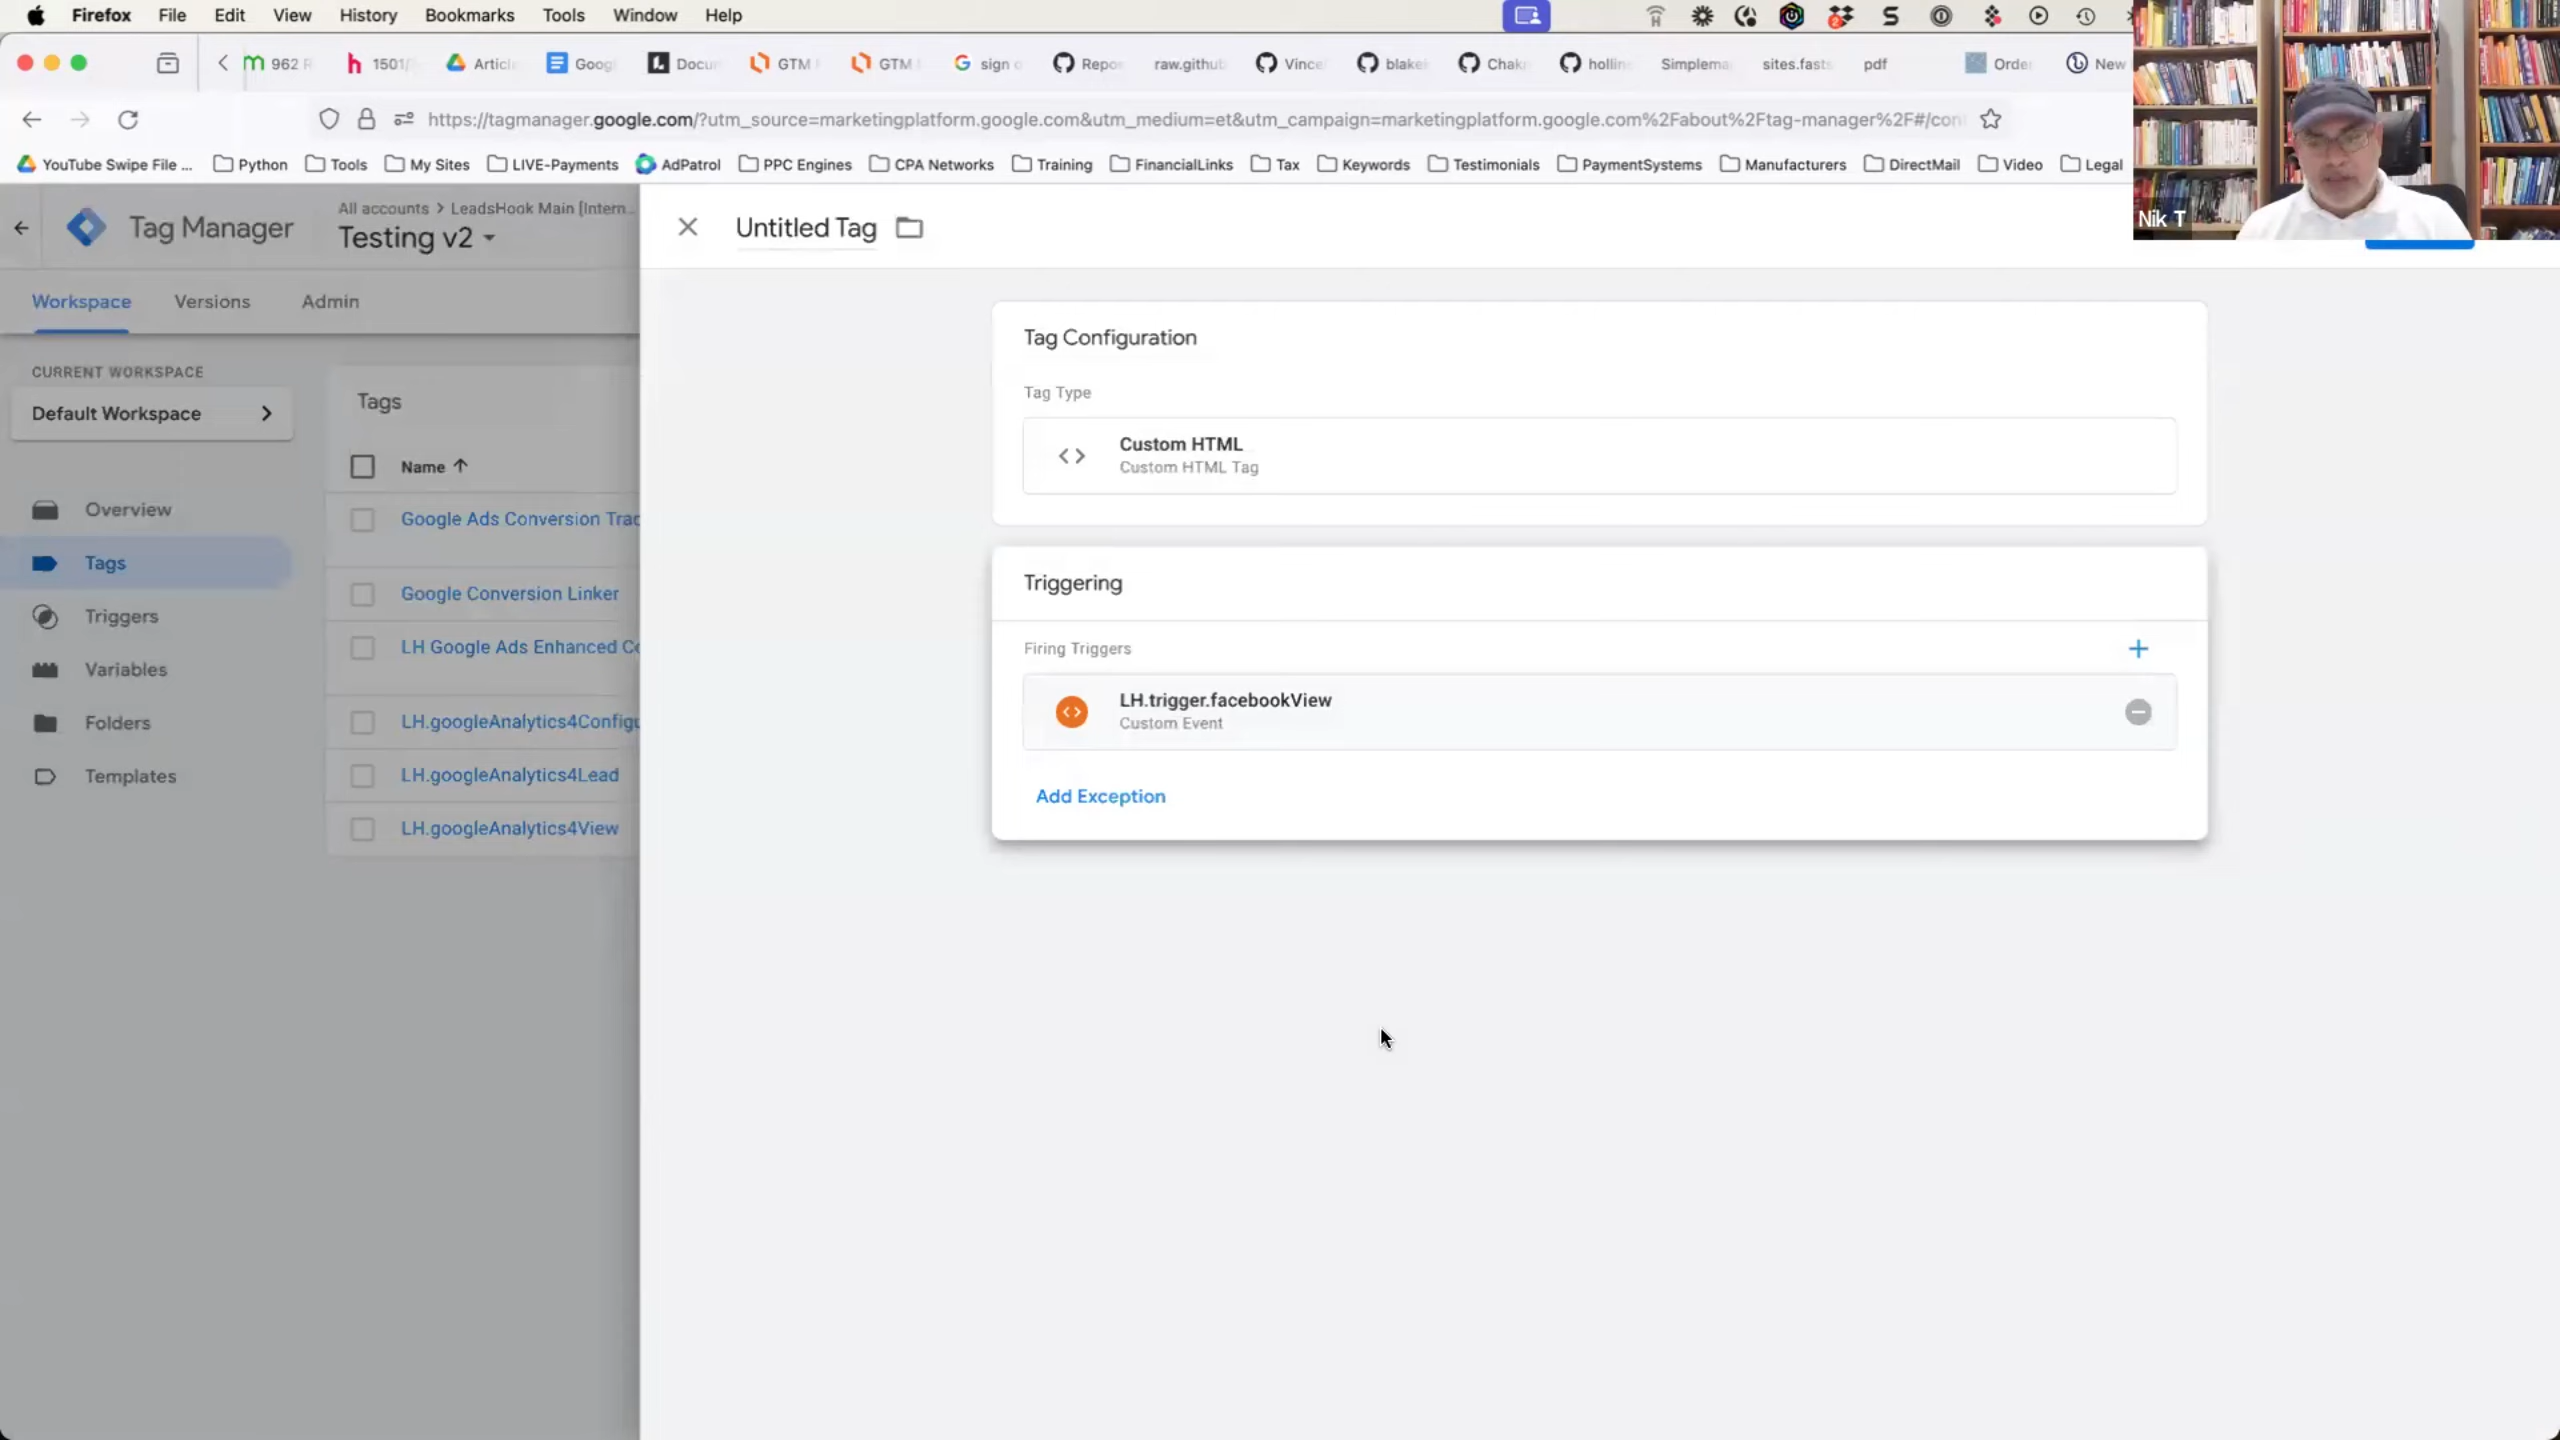 Firefox File Edit View History Bookmarks Tools Window Help
962 1501 Articl Goog Docu GTM GTM sign o Repo raw.github Vince blake Chak hollin Simplema sites.fasts pdf Orde New
https://tagmanager.google.com/?utm_source=marketingplatform.google.com&utm_medium=et&utm_campaign=marketingplatform.google.com%2Fabout%2Ftag-manager%2F#/con
YouTube Swipe File ... Python Tools My Sites LIVE-Payments AdPatrol PPC Engines CPA Networks Training FinancialLinks Tax Keywords Testimonials PaymentSystems Manufacturers DirectMail Video Legal
Nik T
All accounts > LeadsHook Main [Intern...
Tag Manager
Testing v2
Untitled Tag
Workspace Versions Admin
CURRENT WORKSPACE
Default Workspace
Overview
Tags
Triggers
Variables
Folders
Templates
Tags
Name
Google Ads Conversion Trac
Google Conversion Linker
LH Google Ads Enhanced Co
LH.googleAnalytics4Configu
LH.googleAnalytics4Lead
LH.googleAnalytics4View
Tag Configuration
Tag Type
Custom HTML
Custom HTML Tag
Triggering
Firing Triggers
LH.trigger.facebookView
Custom Event
Add Exception